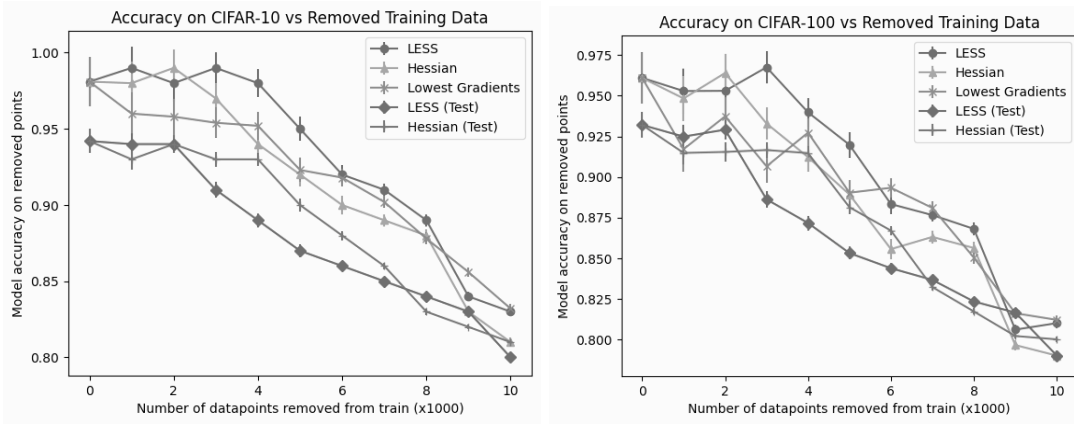 Accuracy on CIFAR-10 vs Removed Training Data
1.00
0.95
0.90
0.85
0.80
Model accuracy on removed points
LESS
Hessian
Lowest Gradients
LESS (Test)
Hessian (Test)
0 2 4 6 8 10
Number of datapoints removed from train (x1000)
Accuracy on CIFAR-100 vs Removed Training Data
0.975
0.950
0.925
0.900
0.875
0.850
0.825
0.800
Model accuracy on removed points
LESS
Hessian
Lowest Gradients
LESS (Test)
Hessian (Test)
0 2 4 6 8 10
Number of datapoints removed from train (x1000)